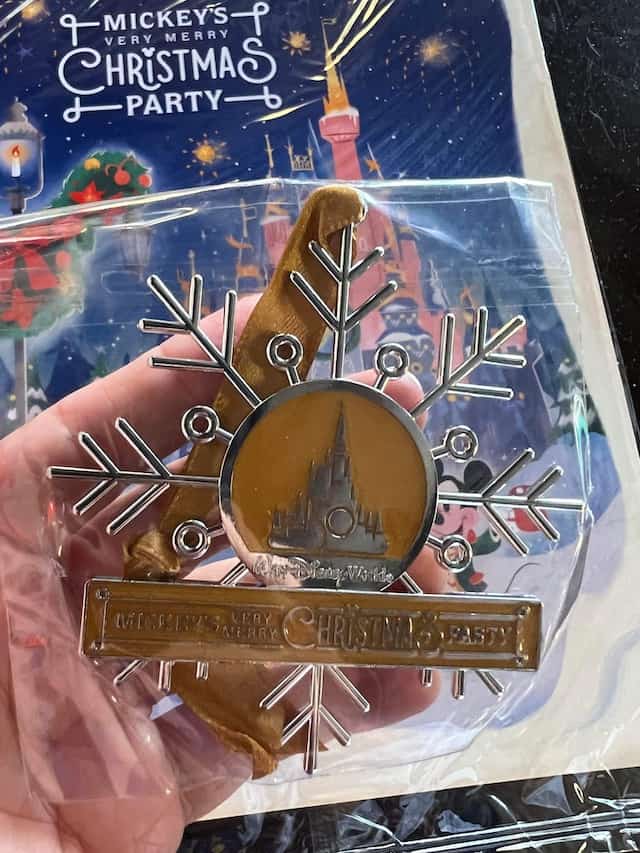 MICKEY'S
VERY MERRY
CHRISTMAS
PARTY
Walt Disney World
MICKEY'S VERY MERRY CHRISTMAS PARTY